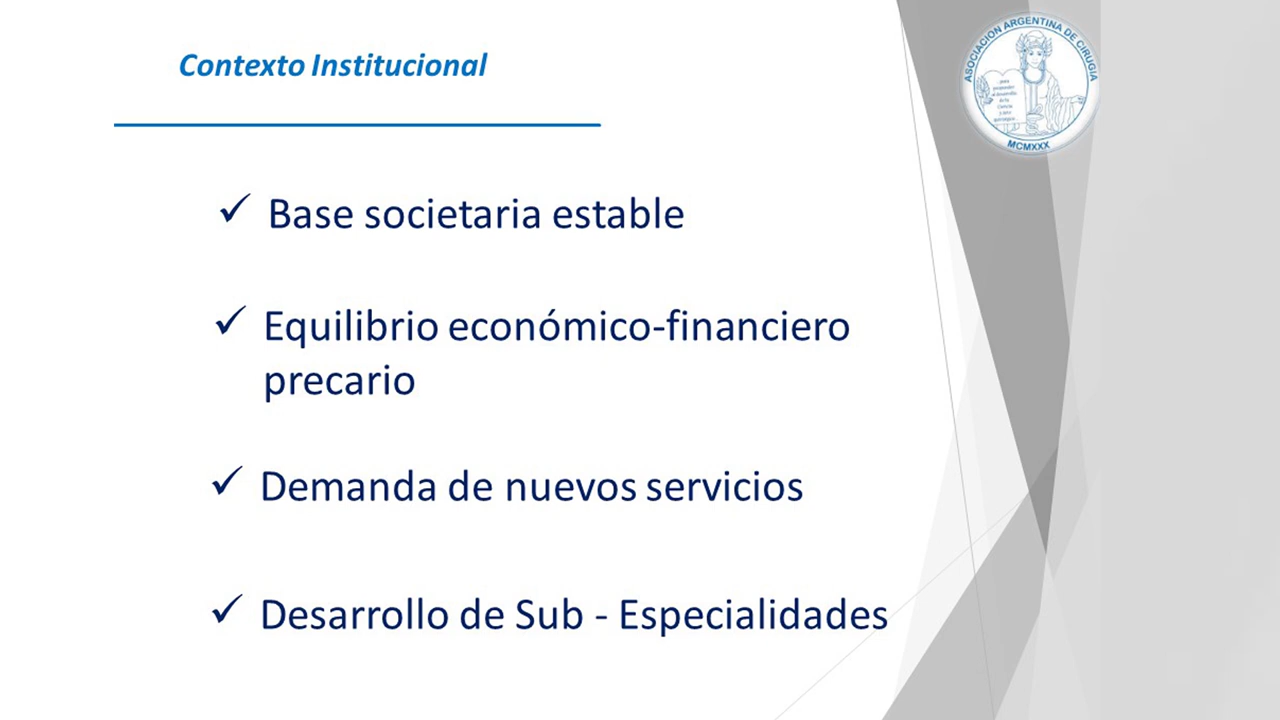 Contexto Institucional
ASOCIACION ARGENTINA DE CIRUGIA
MCMXXX
✓ Base societaria estable
✓ Equilibrio económico-financiero
precario
✓ Demanda de nuevos servicios
✓ Desarrollo de Sub - Especialidades